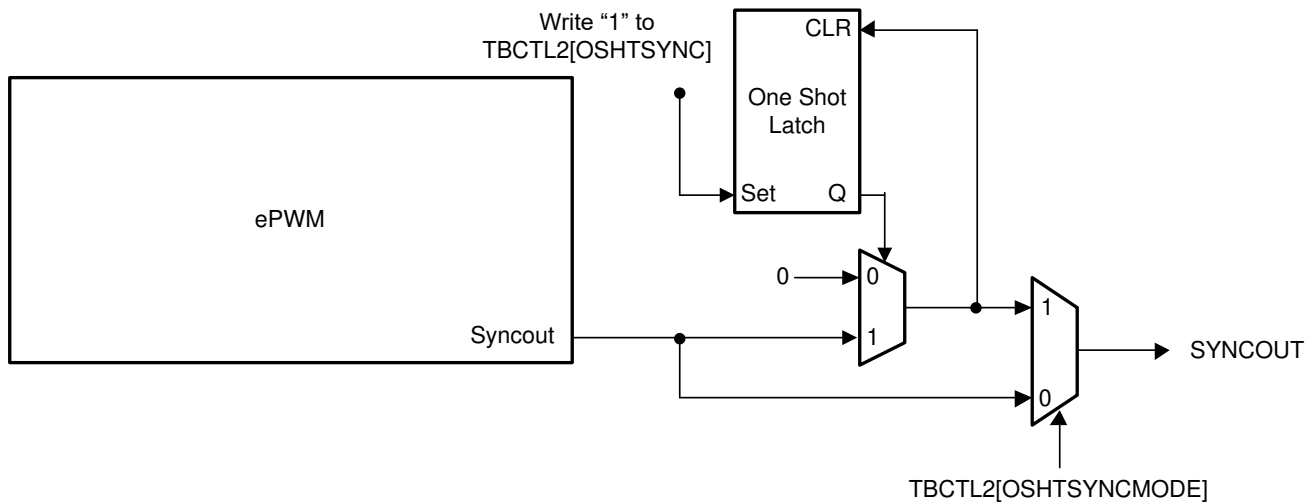 Write “1” to
TBCTL2[OSHTSYNC]
CLR
One Shot
Latch
Set
Q
ePWM
0
0
Syncout
1
1
SYNCOUT
0
TBCTL2[OSHTSYNCMODE]